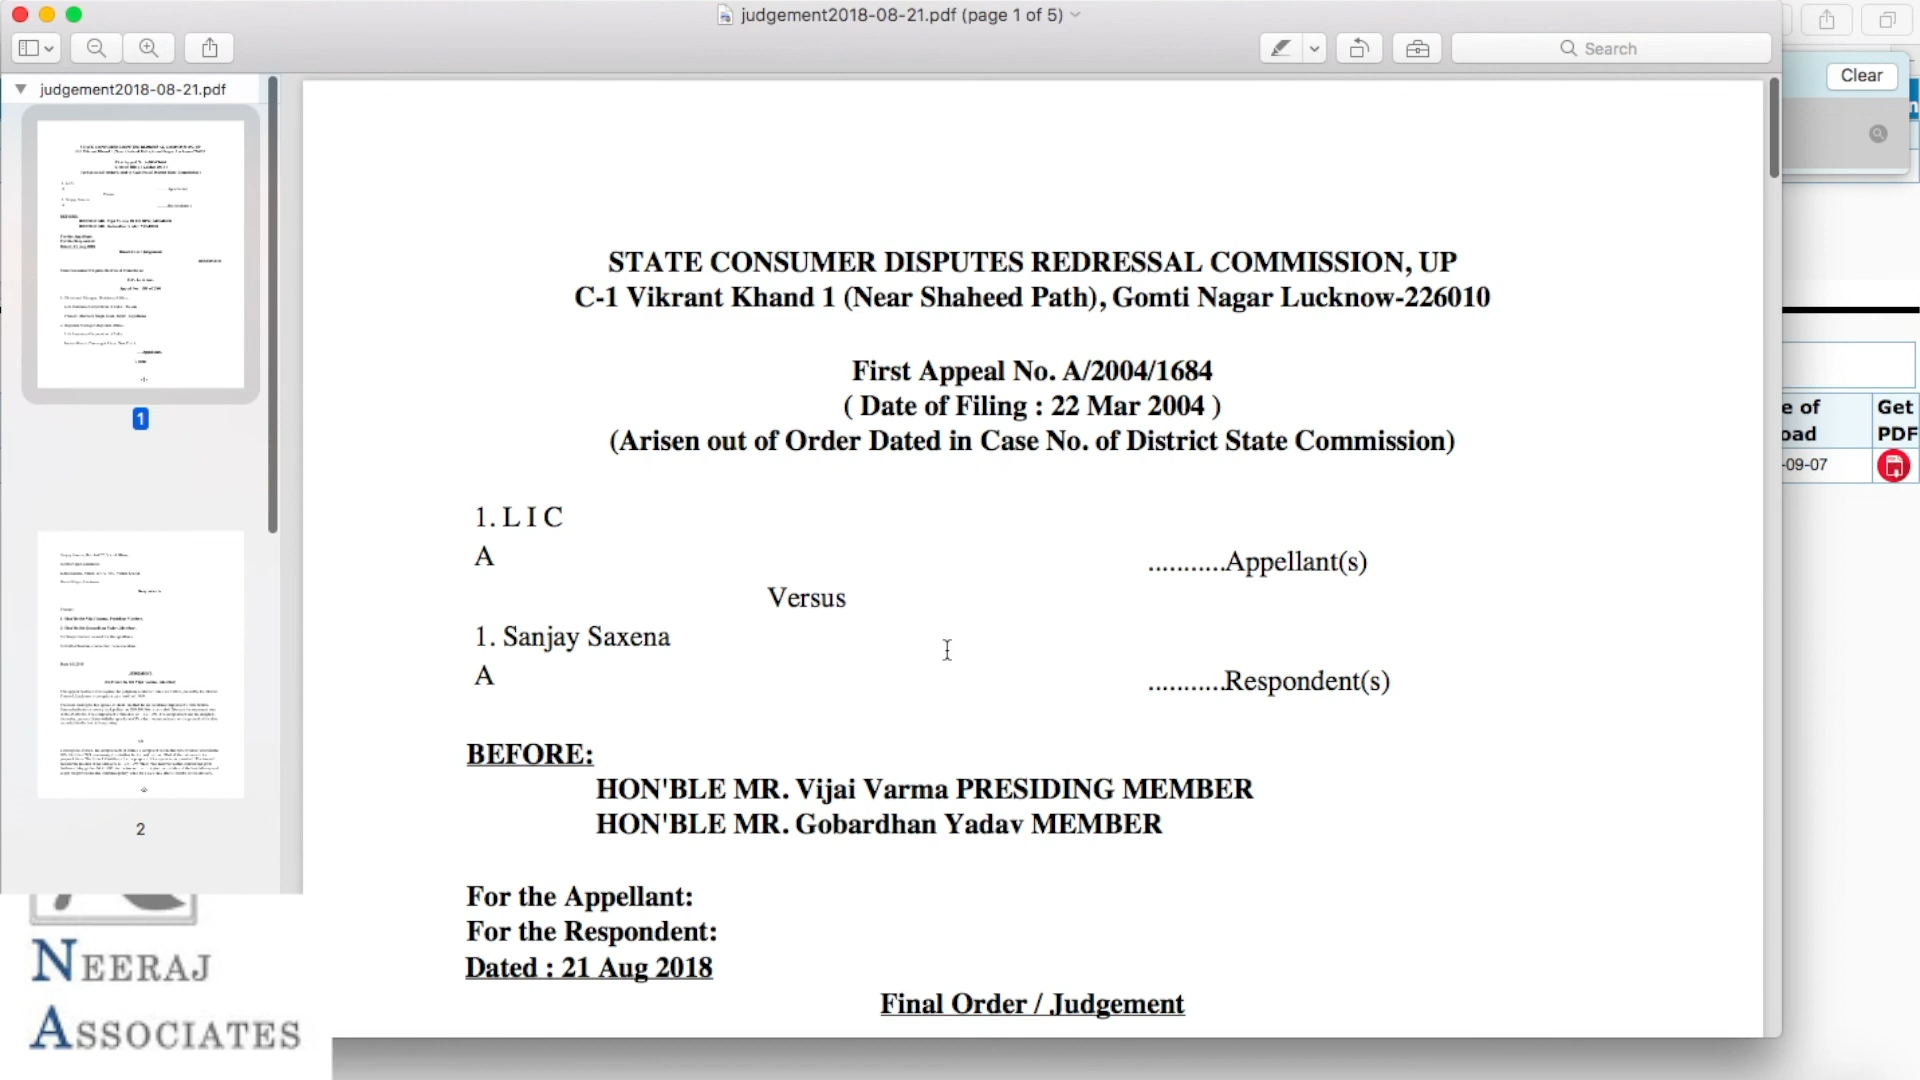 judgement2018-08-21.pdf (page 1 of 5)
Search
Clear
judgement2018-08-21.pdf
1
2
STATE CONSUMER DISPUTES REDRESSAL COMMISSION, UP
C-1 Vikrant Khand 1 (Near Shaheed Path), Gomti Nagar Lucknow-226010
First Appeal No. A/2004/1684
( Date of Filing : 22 Mar 2004 )
(Arisen out of Order Dated in Case No. of District State Commission)
1. L I C
A
...........Appellant(s)
Versus
1. Sanjay Saxena
A
...........Respondent(s)
BEFORE:
HON'BLE MR. Vijai Varma PRESIDING MEMBER
HON'BLE MR. Gobardhan Yadav MEMBER
For the Appellant:
For the Respondent:
Dated : 21 Aug 2018
Final Order / Judgement
e of
oad
Get
PDF
-09-07
NEERAJ
ASSOCIATES